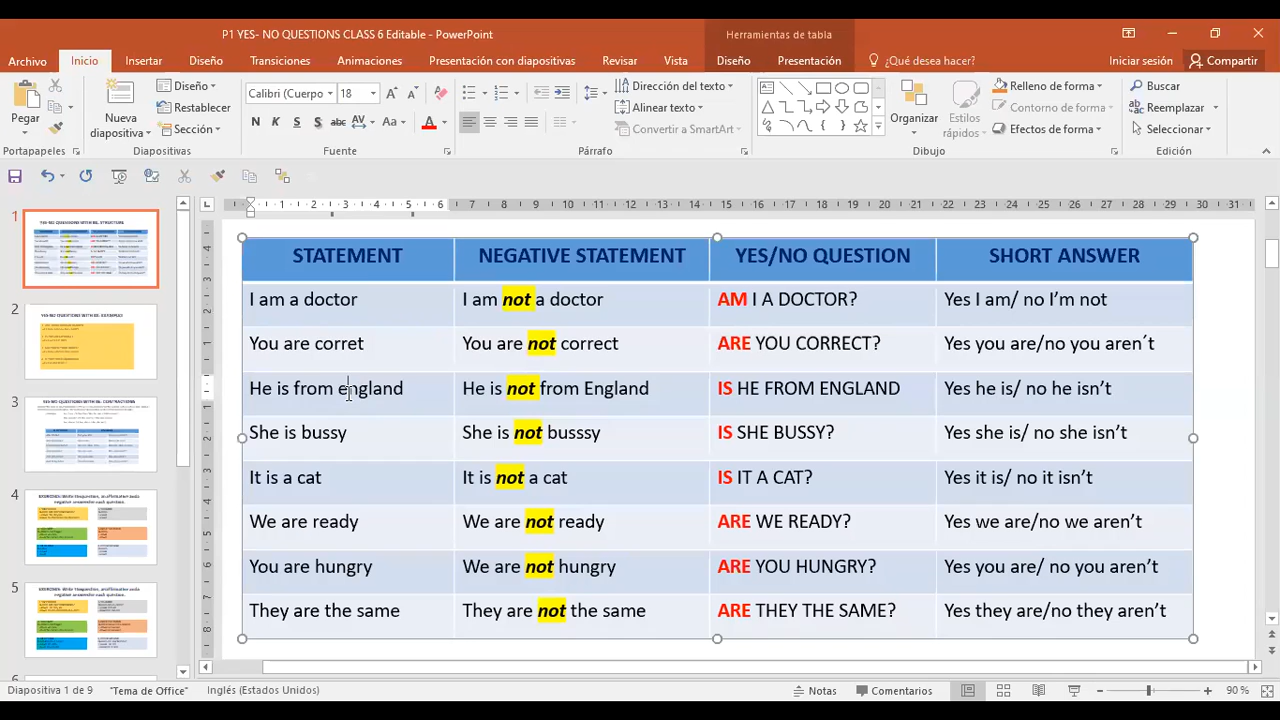 P1 YES- NO QUESTIONS CLASS 6 Editable - PowerPoint
Herramientas de tabla
Archivo Inicio Insertar Diseño Transiciones Animaciones Presentación con diapositivas Revisar Vista Diseño Presentación ¿Qué desea hacer? Iniciar sesión Compartir
Pegar
Nueva diapositiva
Diseño
Restablecer
Sección
Calibri (Cuerpo 18
N K S S abc AV Aa A
Dirección del texto
Alinear texto
Convertir a SmartArt
Organizar
Estilos rápidos
Relleno de forma
Contorno de forma
Efectos de forma
Buscar
Reemplazar
Seleccionar
Portapapeles Diapositivas Fuente Párrafo Dibujo Edición
1
2
3
4
5
STATEMENT NEGATIVE STATEMENT YES/NO QUESTION SHORT ANSWER
I am a doctor I am not a doctor AM I A DOCTOR? Yes I am/ no I'm not
You are corret You are not correct ARE YOU CORRECT? Yes you are/no you aren´t
He is from england He is not from England IS HE FROM ENGLAND Yes he is/ no he isn't
She is bussy She not bussy IS SHE BUSY? Yes she is/ no she isn't
It is a cat It is not a cat IS IT A CAT? Yes it is/ no it isn't
We are ready We are not ready ARE WE READY? Yes we are/no we aren't
You are hungry We are not hungry ARE YOU HUNGRY? Yes you are/ no you aren't
They are the same They are not the same ARE THEY THE SAME? Yes they are/no they aren't
Diapositiva 1 de 9 "Tema de Office" Inglés (Estados Unidos) Notas Comentarios 90 %